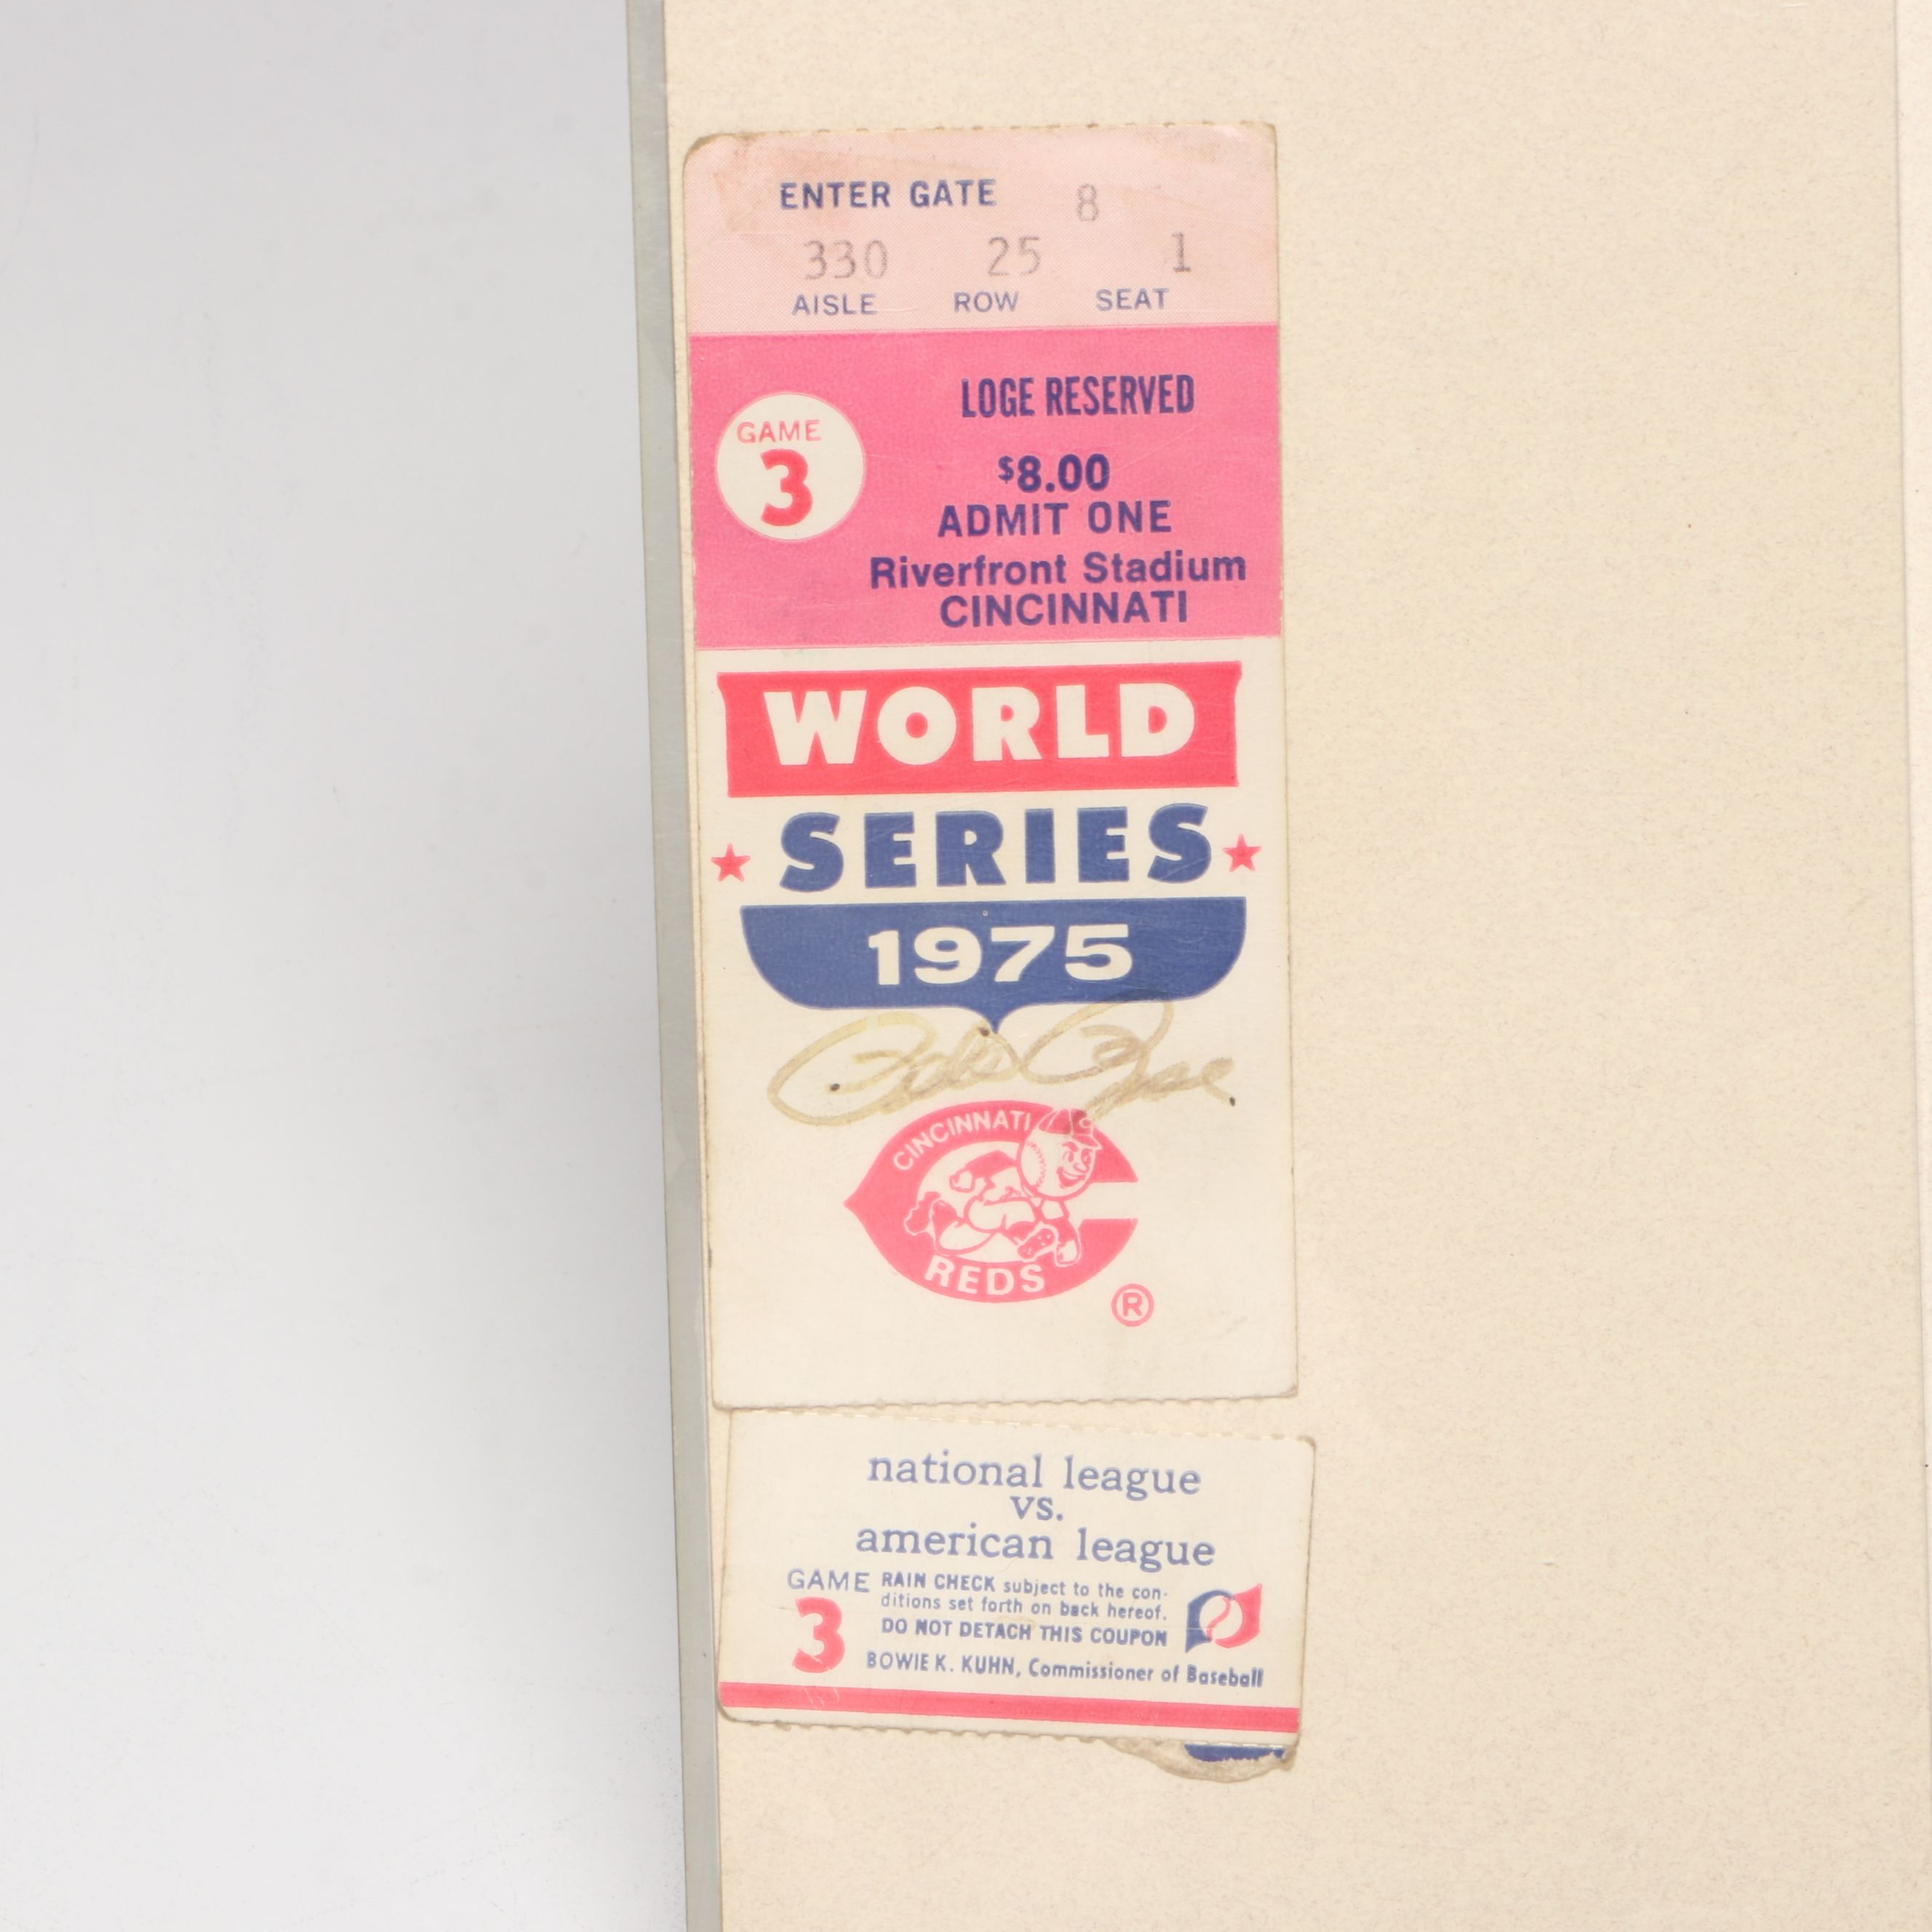 ENTER GATE 8
330 25 1
AISLE ROW SEAT
LOGE RESERVED
GAME
3
$8.00
ADMIT ONE
Riverfront Stadium
CINCINNATI
WORLD
SERIES
1975
Pete Rose
CINCINNATI
REDS
®
national league
vs.
american league
GAME
3
RAIN CHECK subject to the con-
ditions set forth on back hereof.
DO NOT DETACH THIS COUPON
BOWIE K. KUHN, Commissioner of Baseball